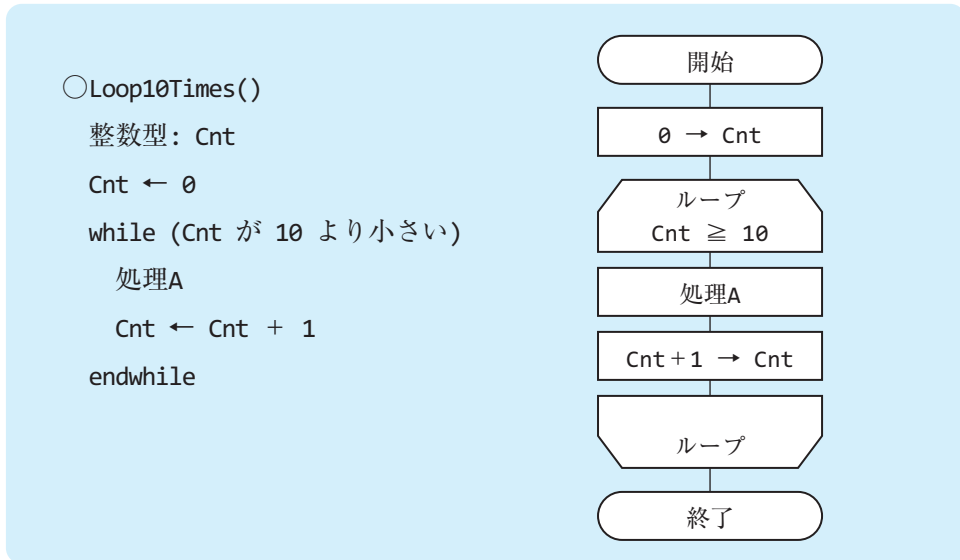 ○Loop10Times()
整数型: Cnt
Cnt ← 0
while (Cnt が 10 より小さい)
処理A
Cnt ← Cnt + 1
endwhile
開始
0 → Cnt
ループ
Cnt ≧ 10
処理A
Cnt+1 → Cnt
ループ
終了